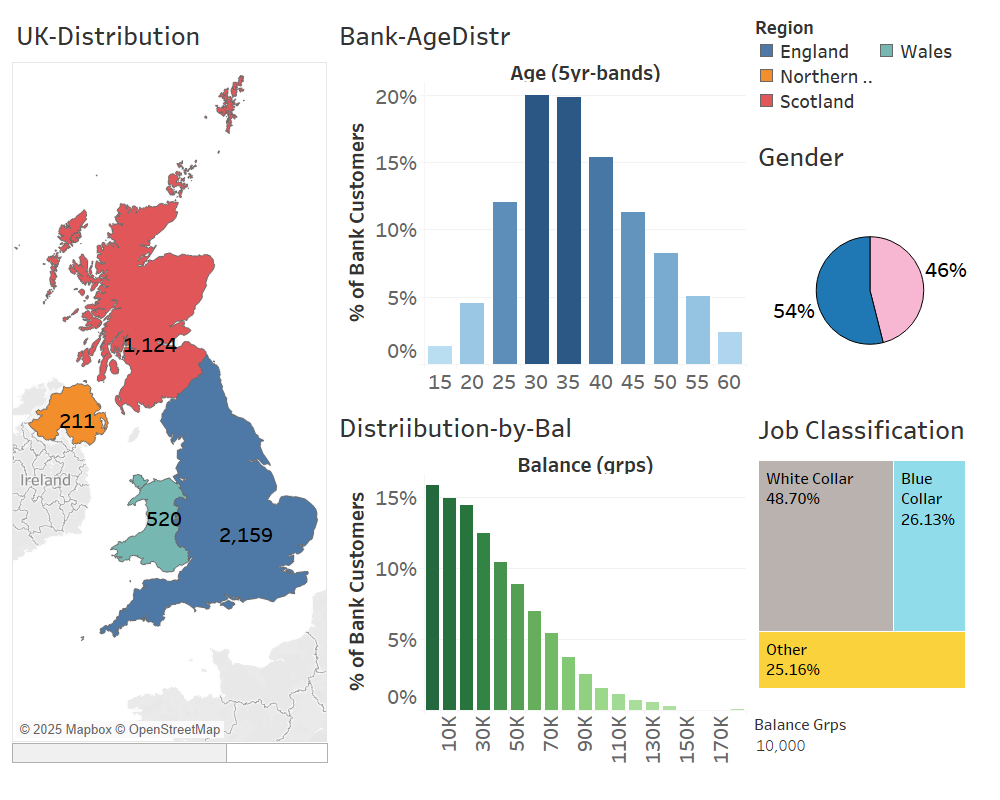 UK-Distribution
1,124
211
Ireland
520
2,159
© 2025 Mapbox © OpenStreetMap
Bank-AgeDistr
Age (5yr-bands)
% of Bank Customers
20%
15%
10%
5%
0%
15 20 25 30 35 40 45 50 55 60
Distriibution-by-Bal
Balance (grps)
% of Bank Customers
15%
10%
5%
0%
10K 30K 50K 70K 90K 110K 130K 150K 170K
Region
England Wales
Northern ..
Scotland
Gender
46%
54%
Job Classification
White Collar
48.70%
Blue
Collar
26.13%
Other
25.16%
Balance Grps
10,000